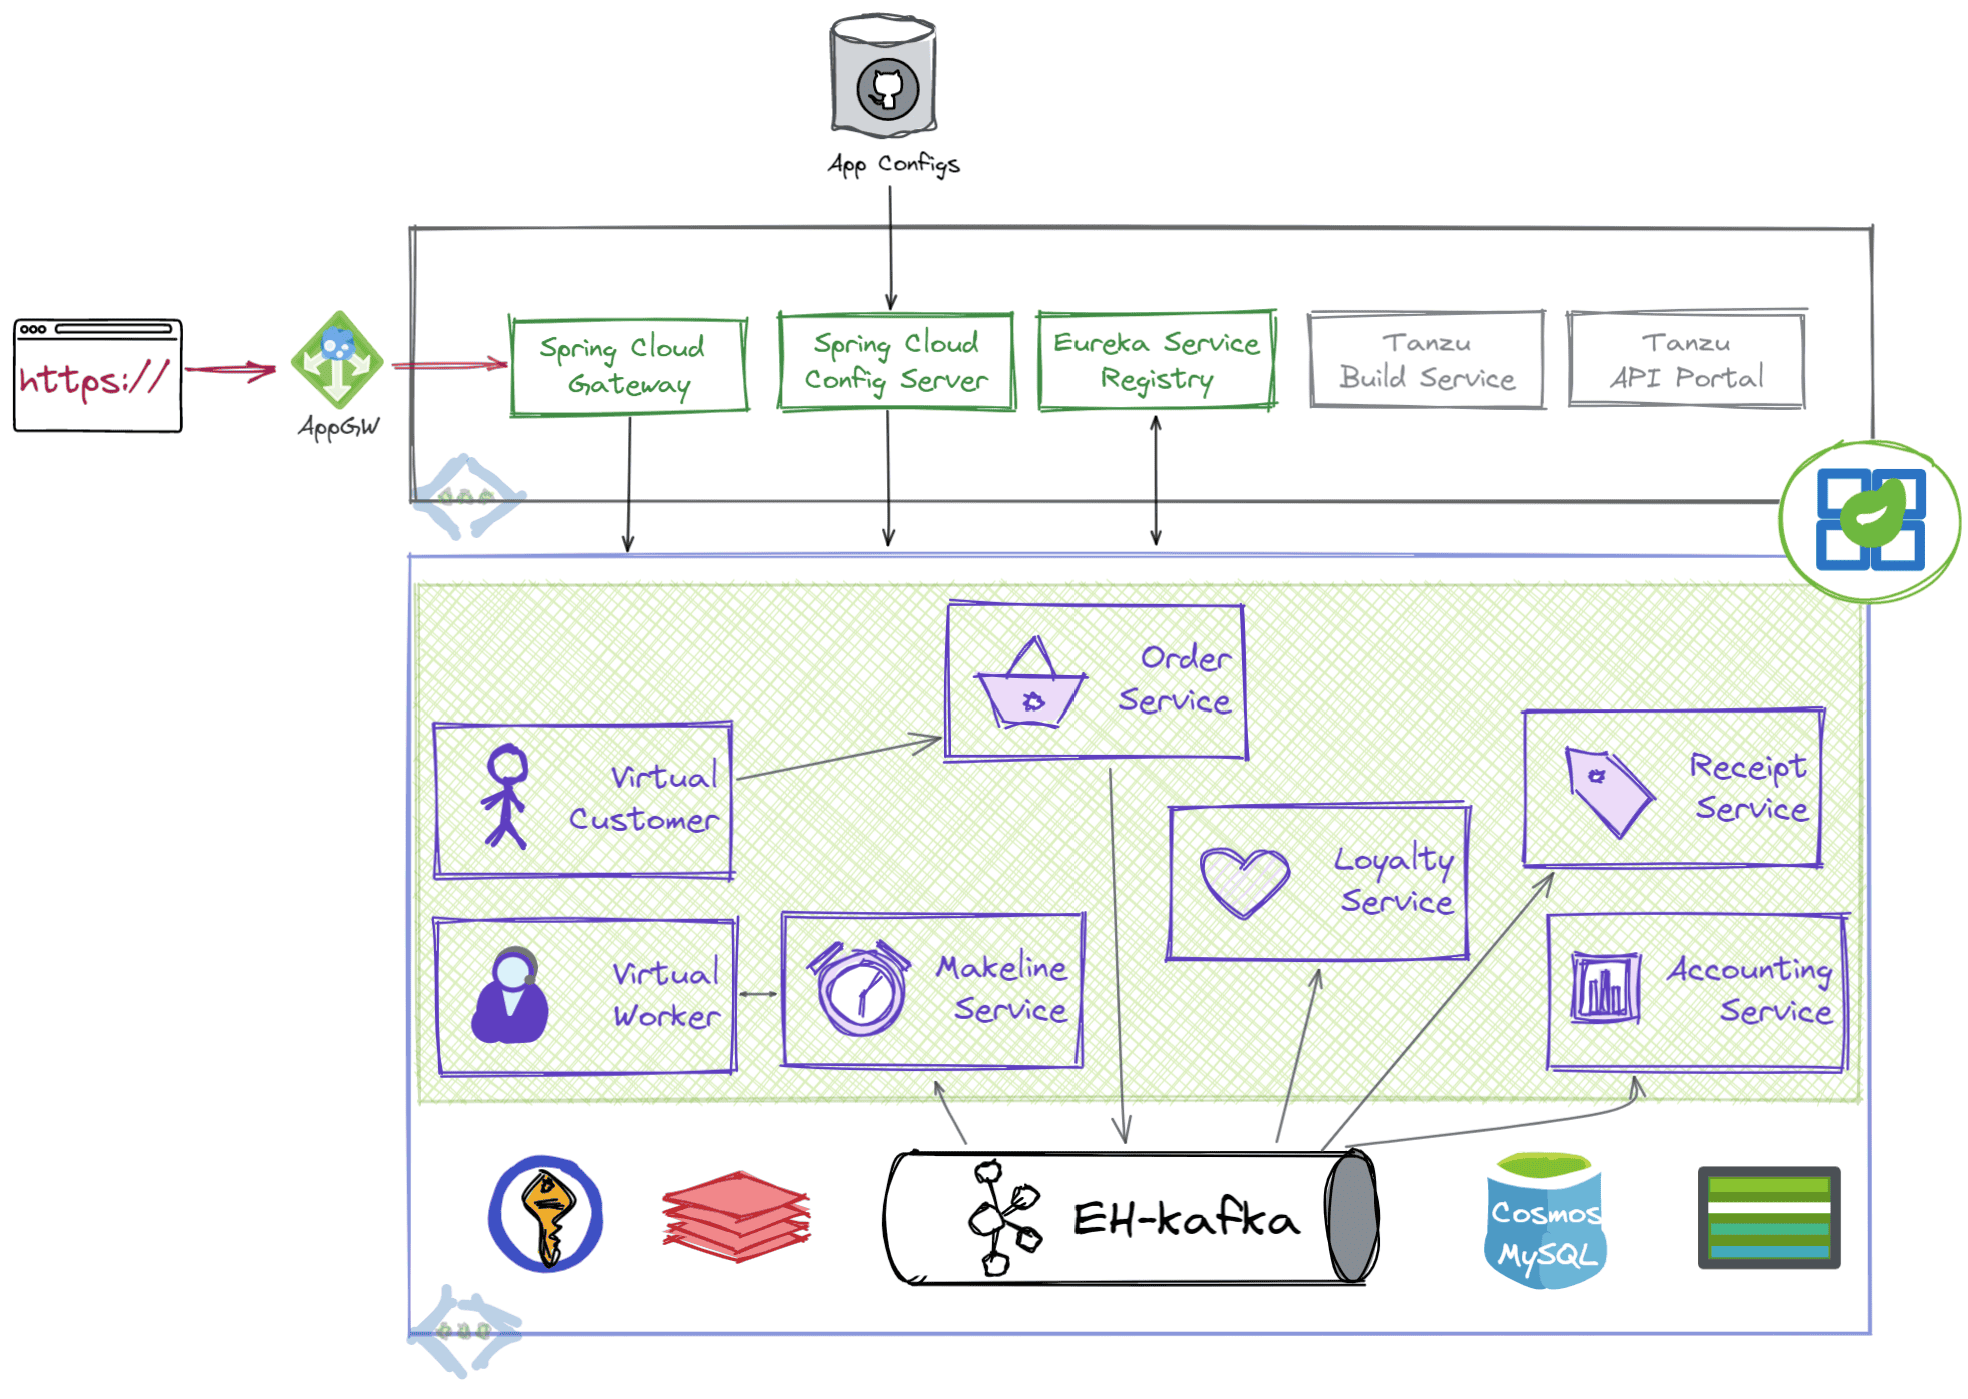 App Configs
https://
AppGW
Spring Cloud
Gateway
Spring Cloud
Config Server
Eureka Service
Registry
Tanzu
Build Service
Tanzu
API Portal
Order
Service
Virtual
Customer
Receipt
Service
Loyalty
Service
Virtual
Worker
Makeline
Service
Accounting
Service
EH-kafka
Cosmos
MySQL